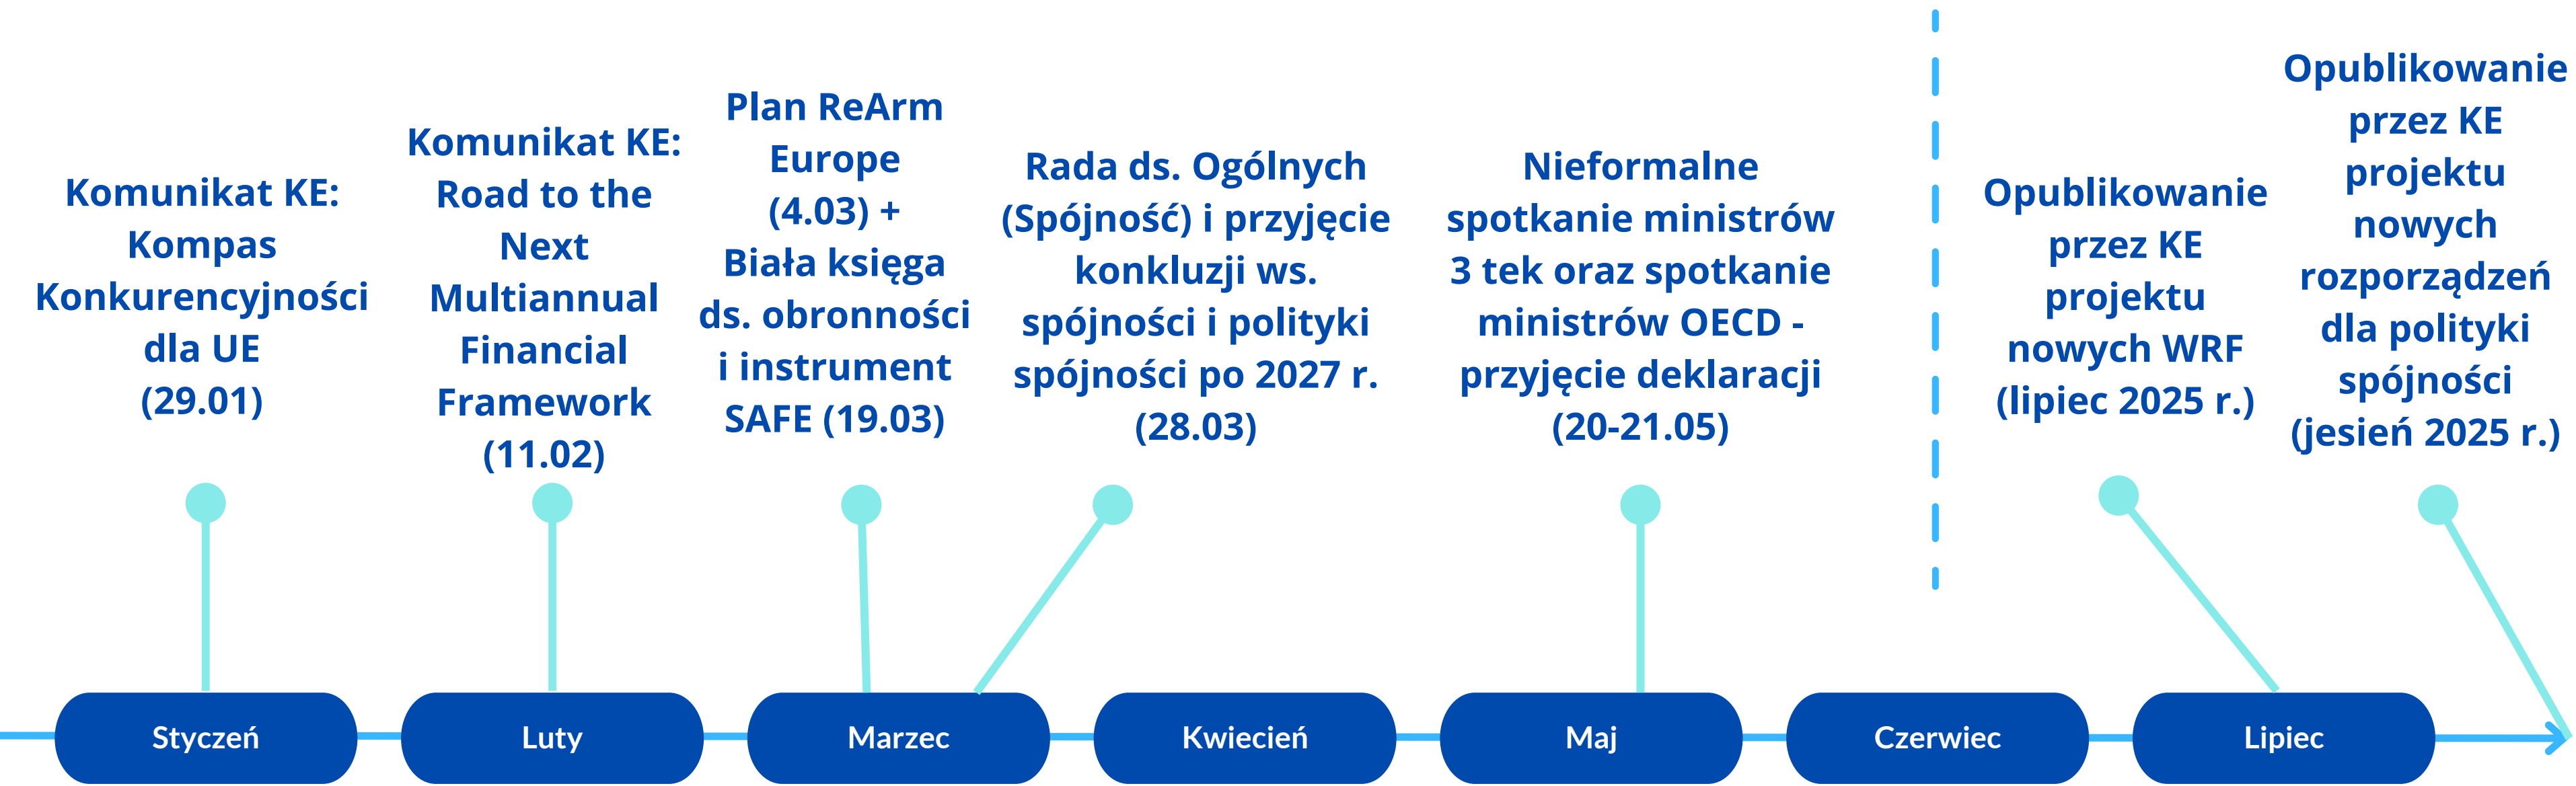 Komunikat KE:
Kompas
Konkurencyjności
dla UE
(29.01)
Komunikat KE:
Road to the
Next
Multiannual
Financial
Framework
(11.02)
Plan ReArm
Europe
(4.03) +
Biała księga
ds. obronności
i instrument
SAFE (19.03)
Rada ds. Ogólnych
(Spójność) i przyjęcie
konkluzji ws.
spójności i polityki
spójności po 2027 r.
(28.03)
Nieformalne
spotkanie ministrów
3 tek oraz spotkanie
ministrów OECD -
przyjęcie deklaracji
(20-21.05)
Opublikowanie
przez KE
projektu
nowych WRF
(lipiec 2025 r.)
Opublikowanie
przez KE
projektu
nowych
rozporządzeń
dla polityki
spójności
(jesień 2025 r.)
Styczeń
Luty
Marzec
Kwiecień
Maj
Czerwiec
Lipiec